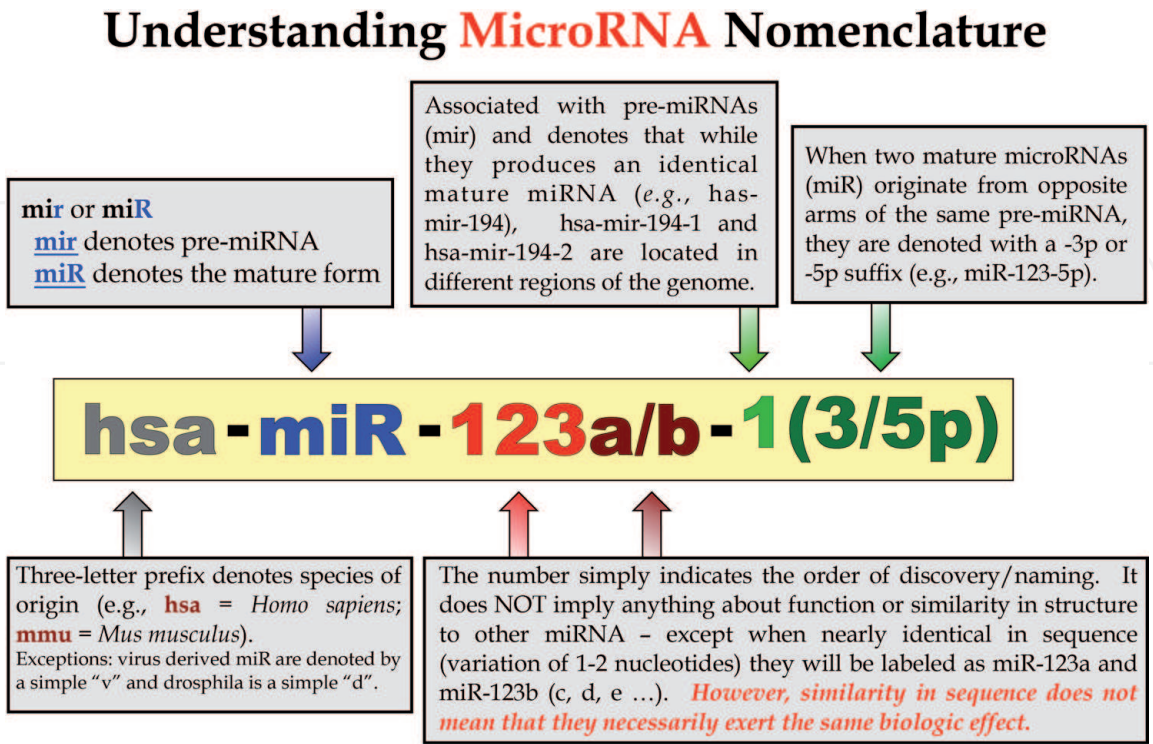 Understanding MicroRNA Nomenclature
mir or miR
mir denotes pre-miRNA
miR denotes the mature form
Associated with pre-miRNAs
(mir) and denotes that while
they produces an identical
mature miRNA (e.g., has-
mir-194), hsa-mir-194-1 and
hsa-mir-194-2 are located in
different regions of the genome.
When two mature microRNAs
(miR) originate from opposite
arms of the same pre-miRNA,
they are denoted with a -3p or
-5p suffix (e.g., miR-123-5p).
hsa-miR-123a/b-1(3/5p)
Three-letter prefix denotes species of
origin (e.g., hsa = Homo sapiens;
mmu = Mus musculus).
Exceptions: virus derived miR are denoted by
a simple “v” and drosphila is a simple “d”.
The number simply indicates the order of discovery/naming. It
does NOT imply anything about function or similarity in structure
to other miRNA – except when nearly identical in sequence
(variation of 1-2 nucleotides) they will be labeled as miR-123a and
miR-123b (c, d, e ...). However, similarity in sequence does not
mean that they necessarily exert the same biologic effect.